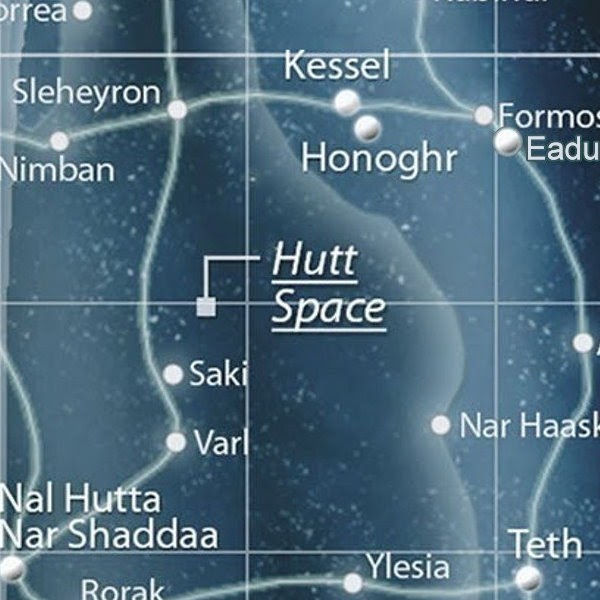 orrea
Kessel
Sleheyron
Formos
Eadu
Honoghr
Nimban
Hutt
Space
Saki
Nar Haask
Varl
Nal Hutta
Nar Shaddaa
Teth
Ylesia
Rorak